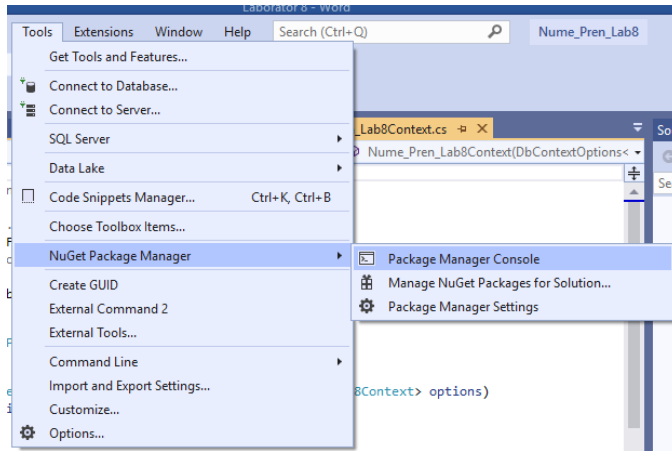 Laborator 8 - Word
Tools Extensions Window Help Search (Ctrl+Q) Nume_Pren_Lab8
Get Tools and Features...
Connect to Database...
Connect to Server...
SQL Server
Data Lake
Code Snippets Manager... Ctrl+K, Ctrl+B
Choose Toolbox Items...
NuGet Package Manager
Create GUID
External Command 2
External Tools...
Command Line
Import and Export Settings...
Customize...
Options...
_Lab8Context.cs
Nume_Pren_Lab8Context(DbContextOptions<
Package Manager Console
Manage NuGet Packages for Solution...
Package Manager Settings
8Context> options)
So
Se